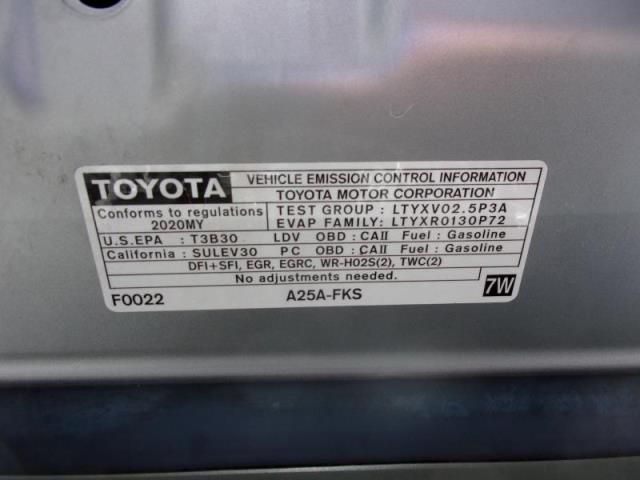 TOYOTA VEHICLE EMISSION CONTROL INFORMATION
TOYOTA MOTOR CORPORATION
Conforms to regulations
2020MY
TEST GROUP : LTYXV02.5P3A
EVAP FAMILY: LTYXR0130P72
U.S.EPA : T3B30 LDV OBD : CAII Fuel : Gasoline
California : SULEV30 PC OBD : CAII Fuel : Gasoline
DFI+SFI, EGR, EGRC, WR-HO2S(2), TWC(2)
No adjustments needed.
F0022 A25A-FKS 7W